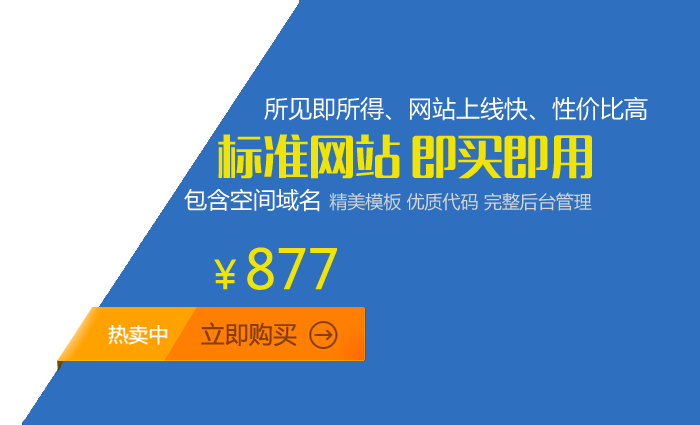 所见即所得、网站上线快、性价比高
标准网站 即买即用
包含空间域名 精美模板 优质代码 完整后台管理
￥877
热卖中 立即购买